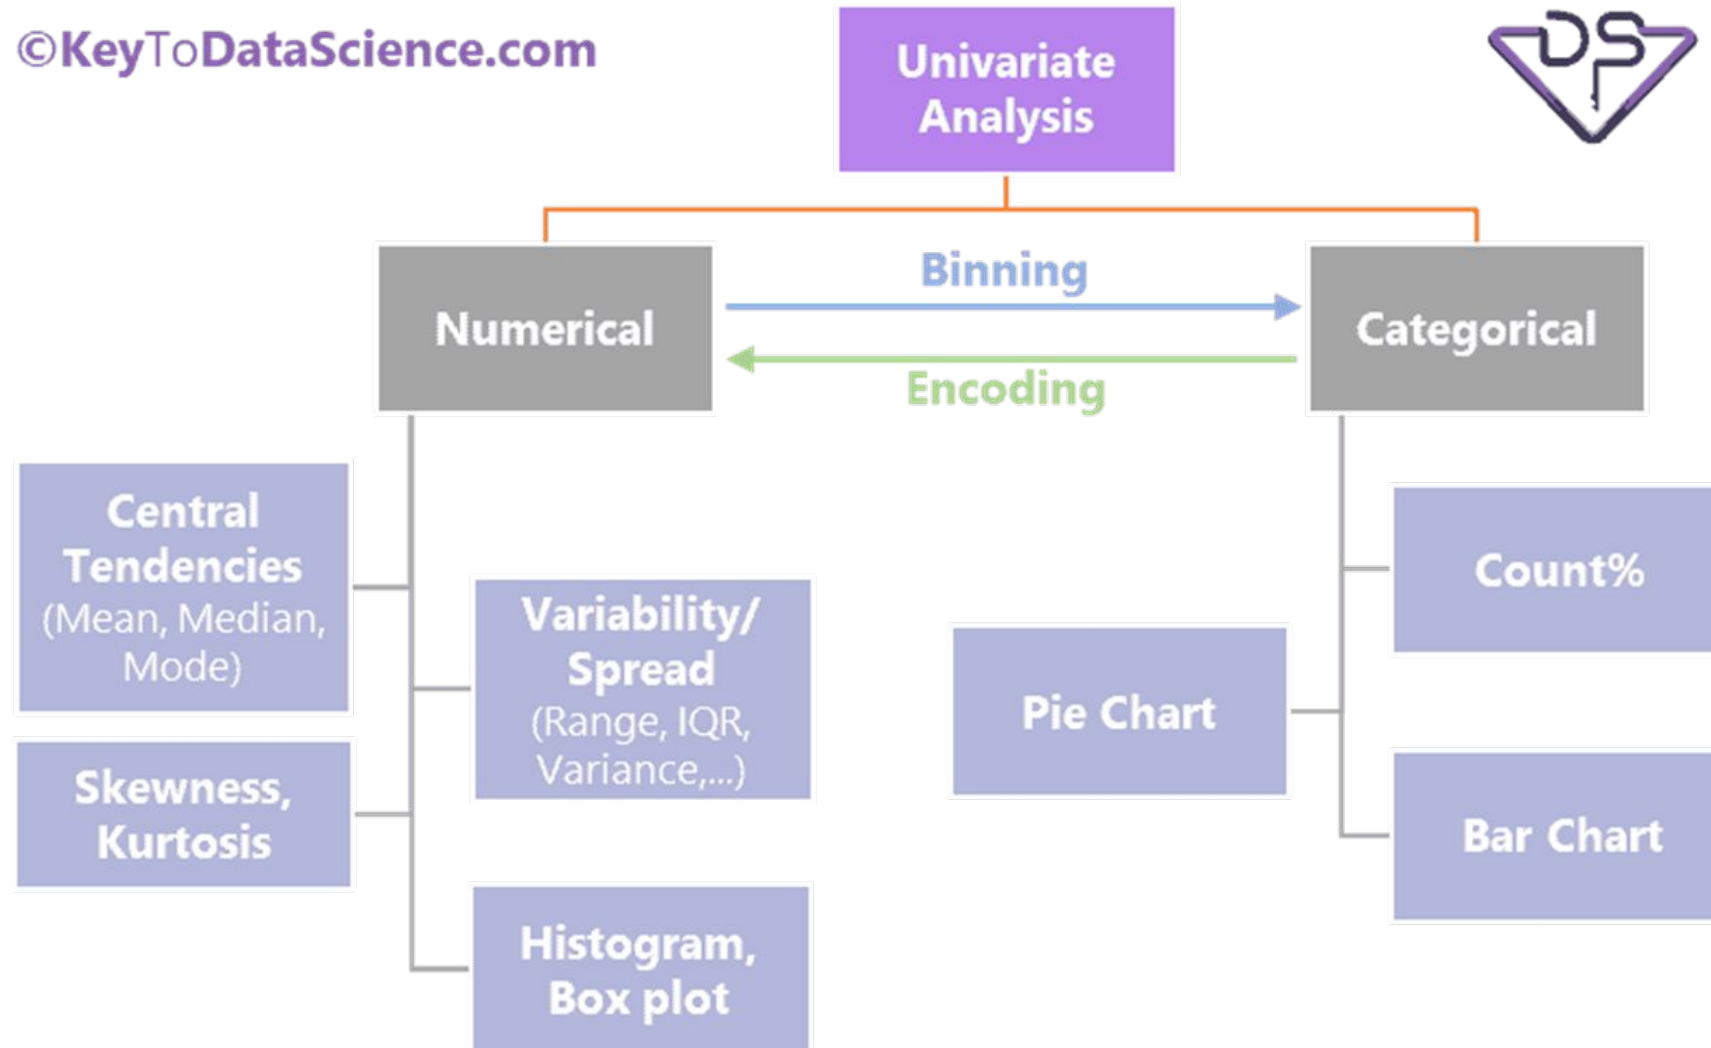 ©KeyToDataScience.com
DS
Univariate
Analysis
Binning
Numerical
Categorical
Encoding
Central
Tendencies
(Mean, Median,
Mode)
Variability/
Spread
(Range, IQR,
Variance,...)
Skewness,
Kurtosis
Histogram,
Box plot
Count%
Pie Chart
Bar Chart